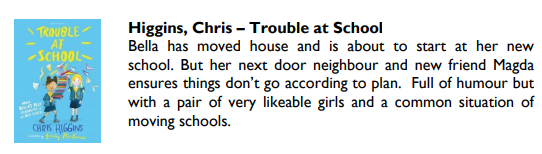 TROUBLE
AT
SCHOOL
CHRIS HIGGINS
Higgins, Chris – Trouble at School
Bella has moved house and is about to start at her new
school. But her next door neighbour and new friend Magda
ensures things don’t go according to plan.  Full of humour but
with a pair of very likeable girls and a common situation of
moving schools.